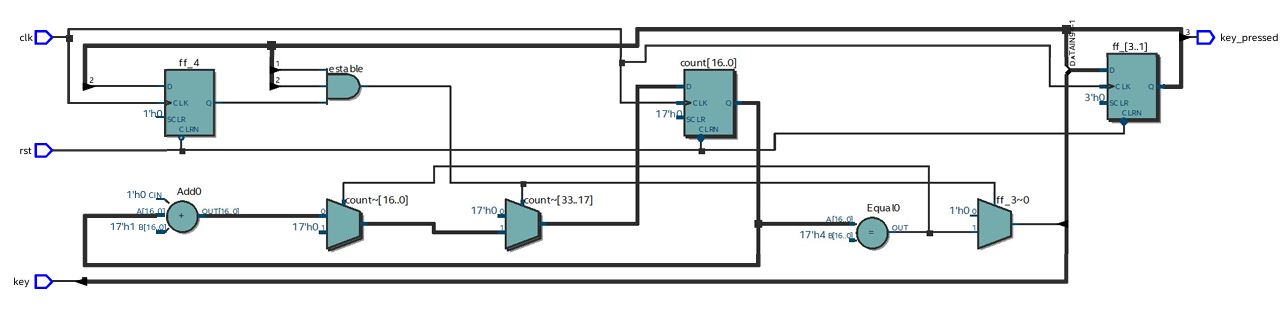 clk
2
ff_4
D
CLK
Q
1'h0
SCLR
CLRN
1
2
estable
count[16..0]
D
CLK
Q
17'h0
SCLR
CLRN
ff_[3..1]
D
CLK
Q
3'h0
SCLR
CLRN
3
key_pressed
rst
Add0
1'h0 CIN
A[16..0]
17'h1 B[16..0]
+
OUT[16..0]
count~[16..0]
0
17'h0
1
count~[33..17]
17'h0
0
1
Equal0
A[16..0]
17'h4 B[16..0]
=
OUT
ff_3~0
1'h0
0
1
key